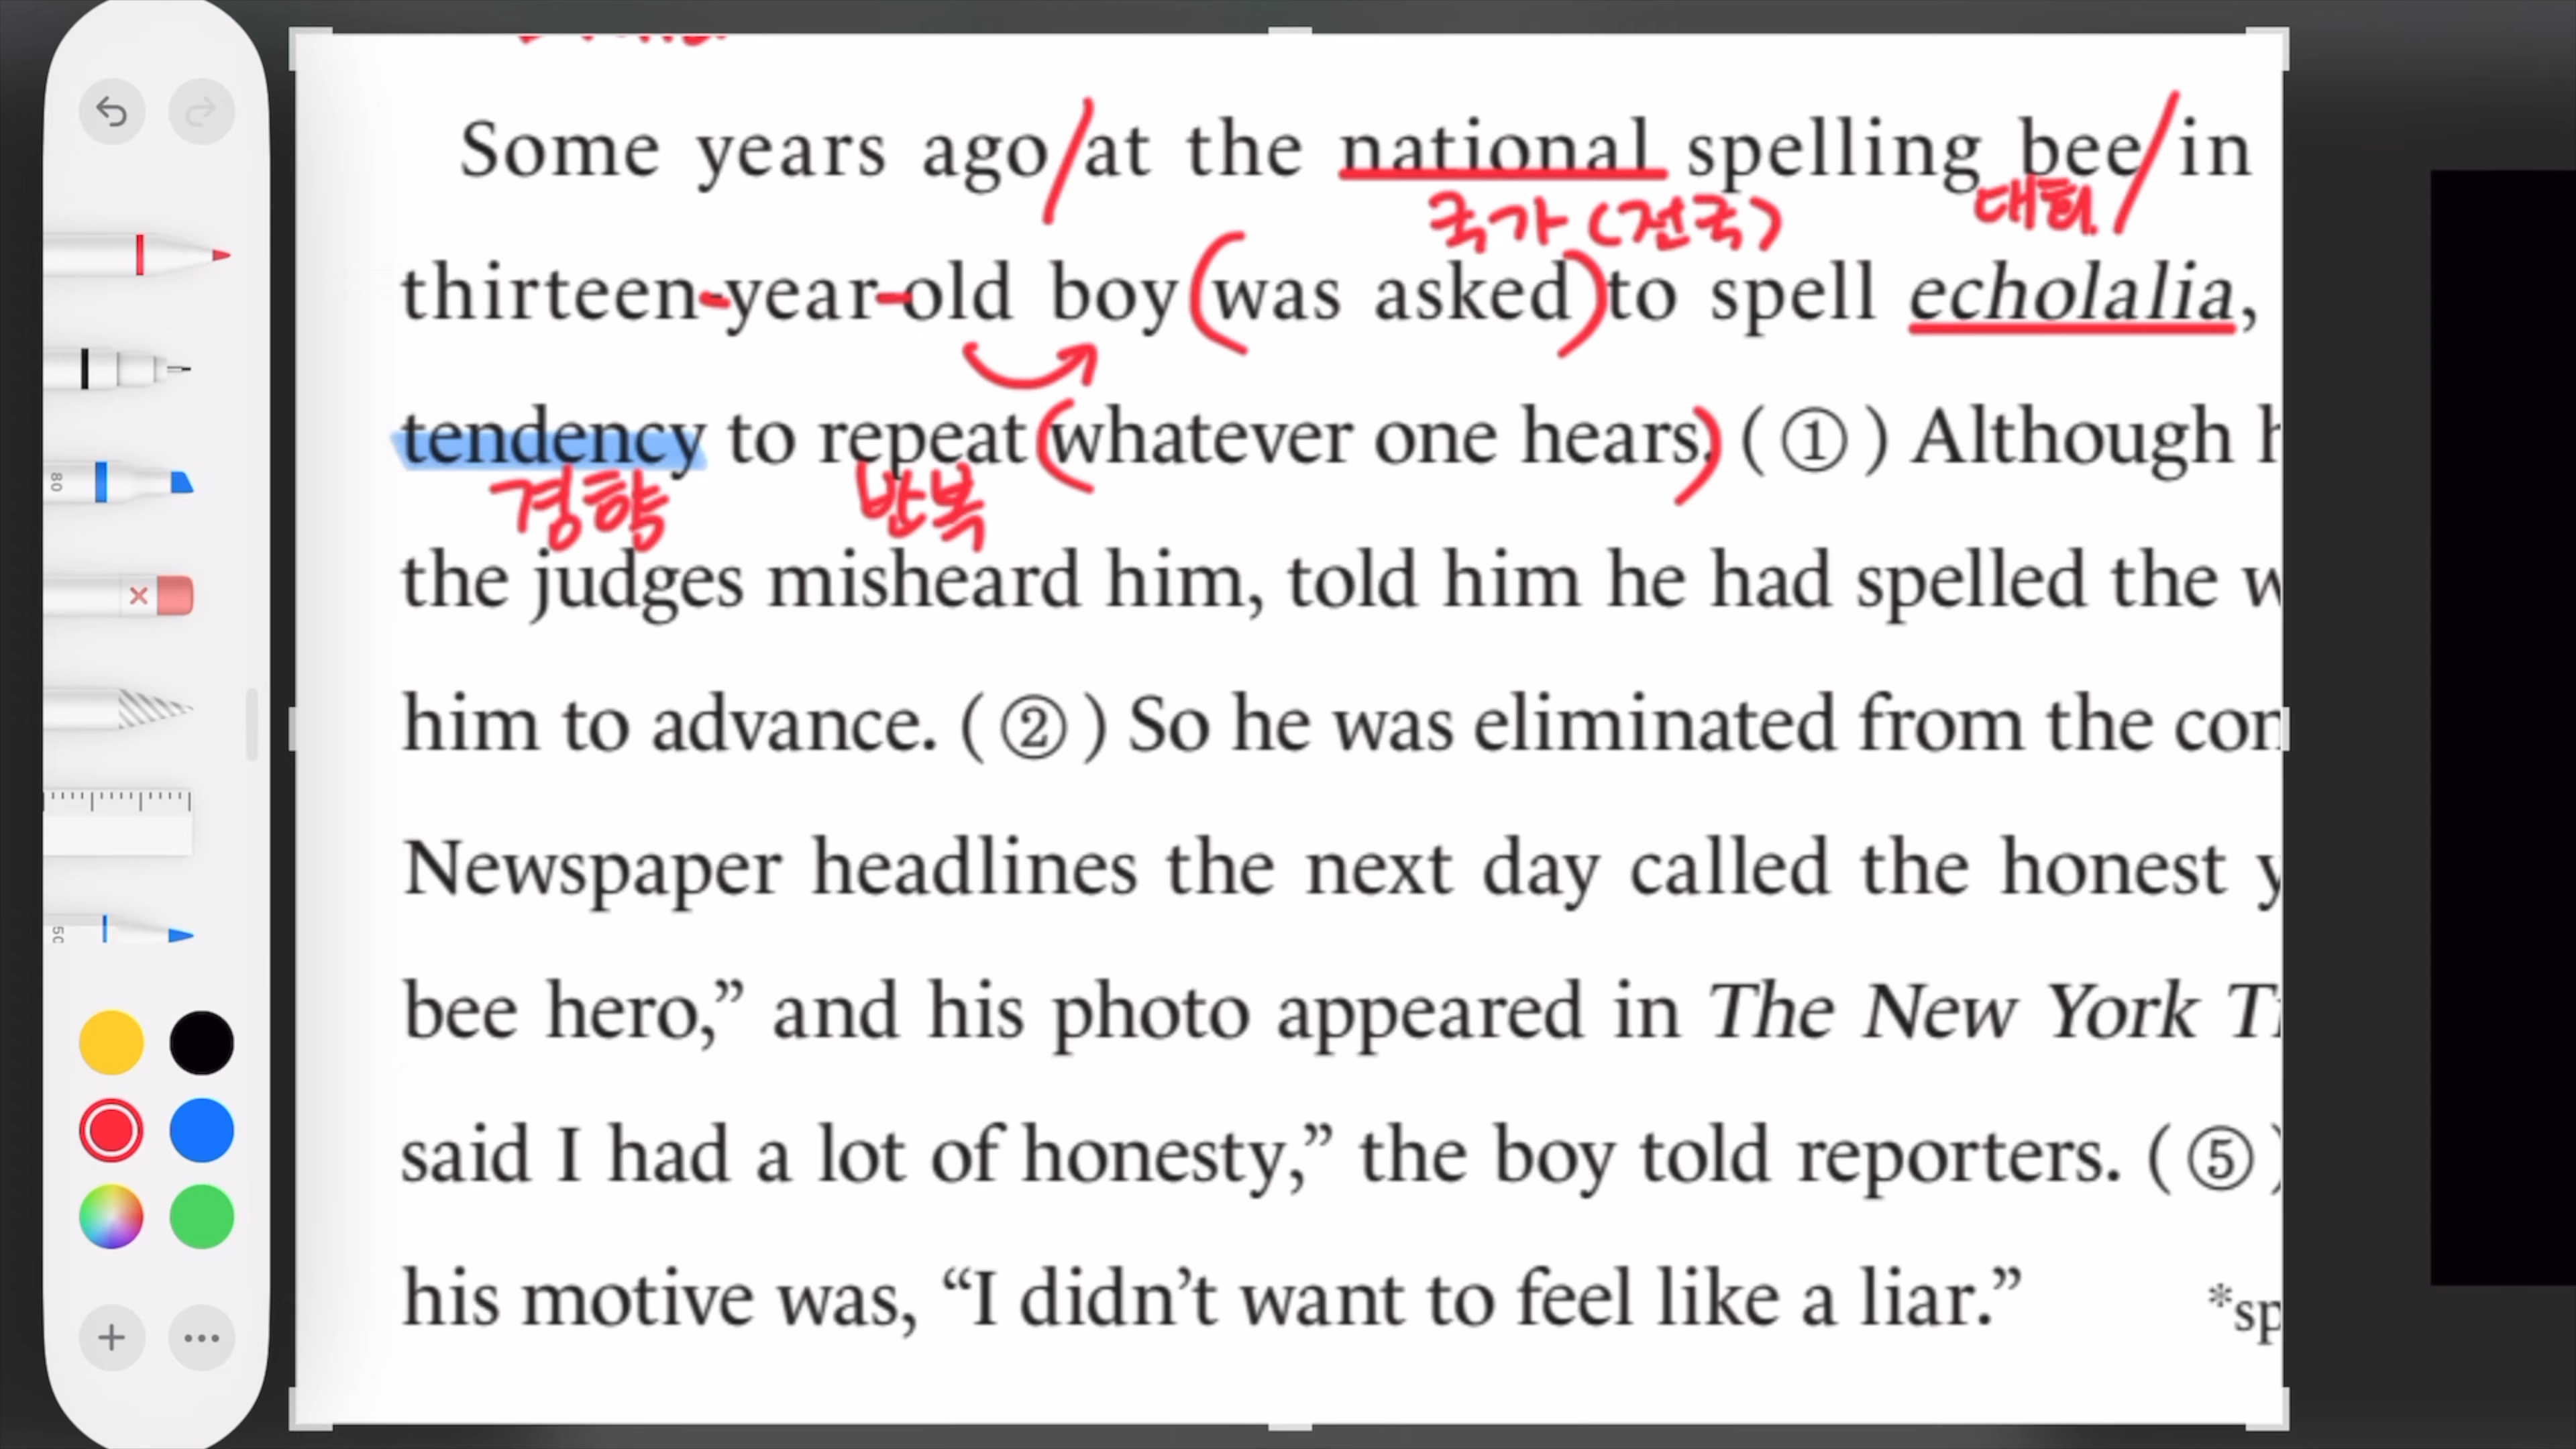 Some years ago at the national spelling bee in
국가 (전국) 대회
thirteen-year-old boy was asked to spell echolalia,
tendency to repeat whatever one hears. ( ① ) Although
경향 반복
the judges misheard him, told him he had spelled the
him to advance. ( ② ) So he was eliminated from the
Newspaper headlines the next day called the honest
bee hero,” and his photo appeared in The New York
said I had a lot of honesty,” the boy told reporters. ( ⑤ )
his motive was, “I didn’t want to feel like a liar.” *sp
80
50